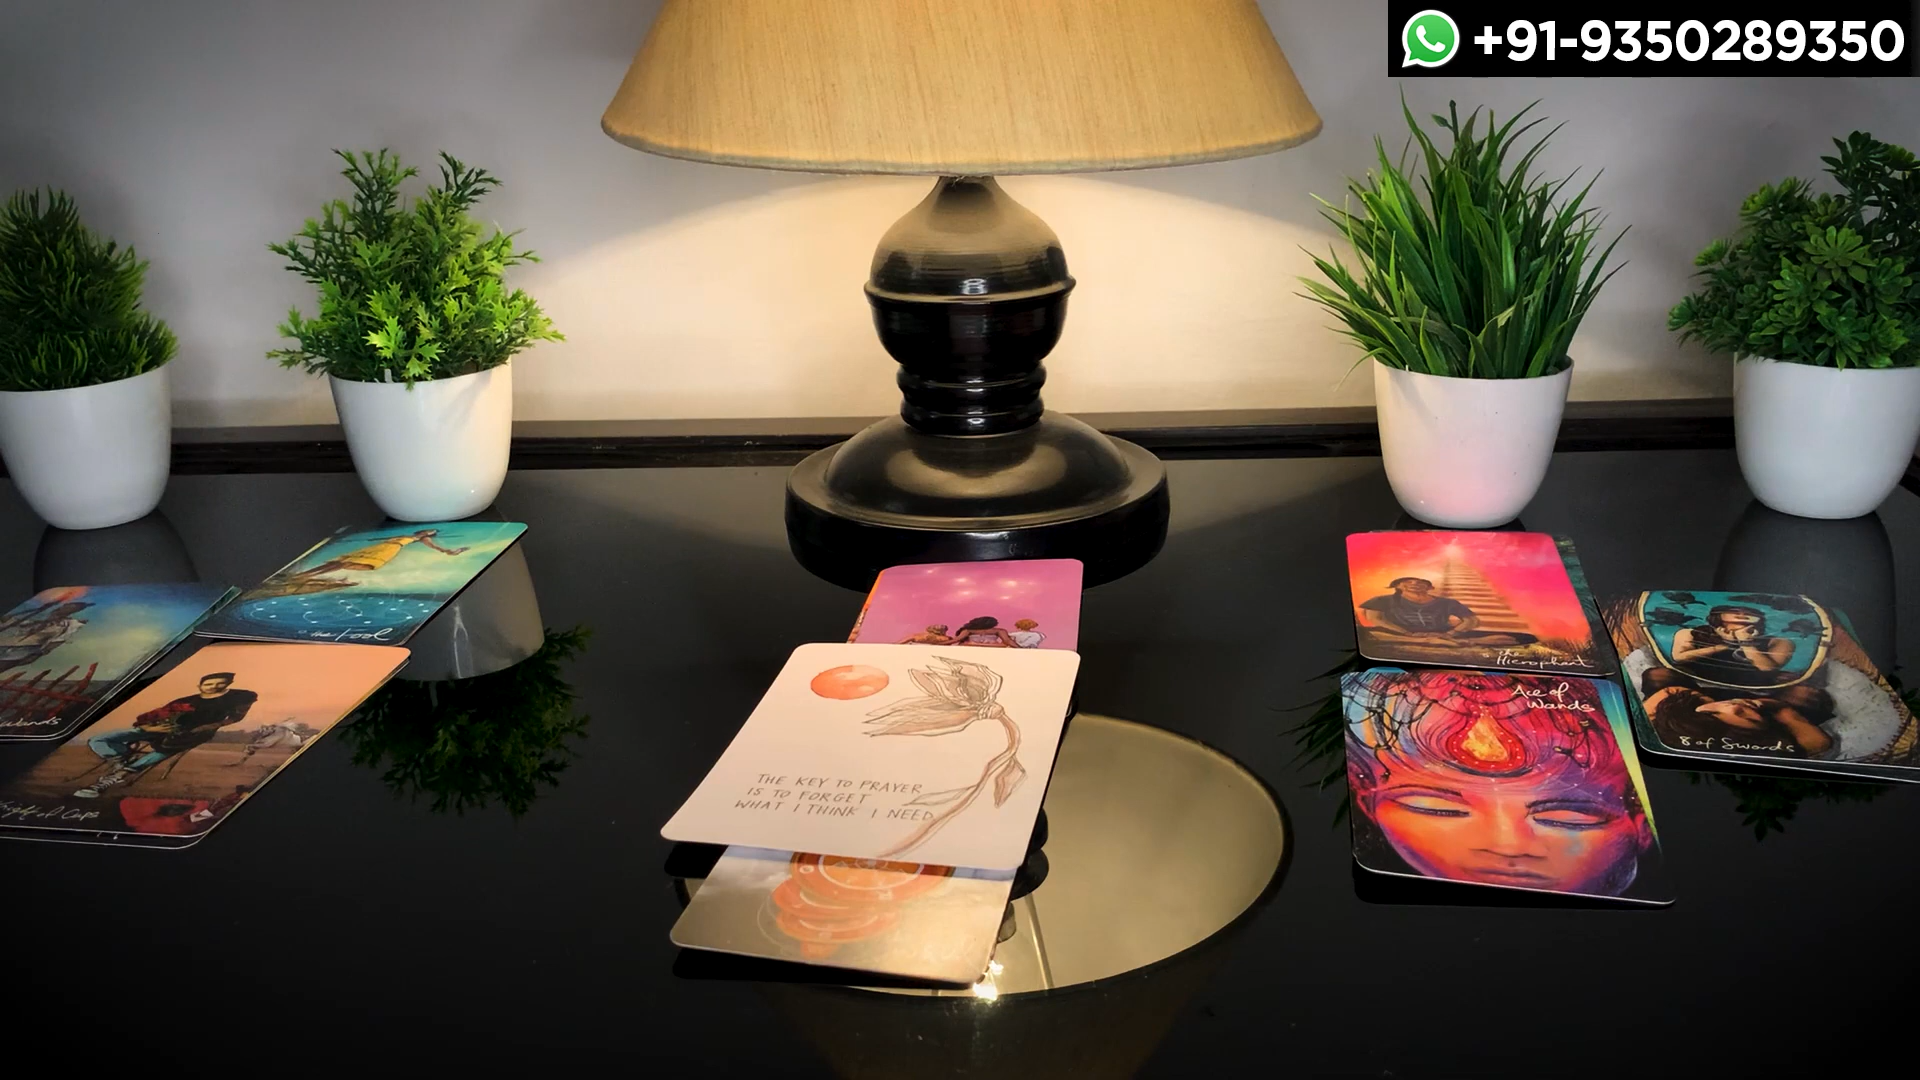 +91-9350289350
the Fool
Wands
Knight of Cups
THE KEY TO PRAYER
IS TO FORGET
WHAT I THINK I NEED
the
Hierophant
Ace of
Wands
8 of Swords